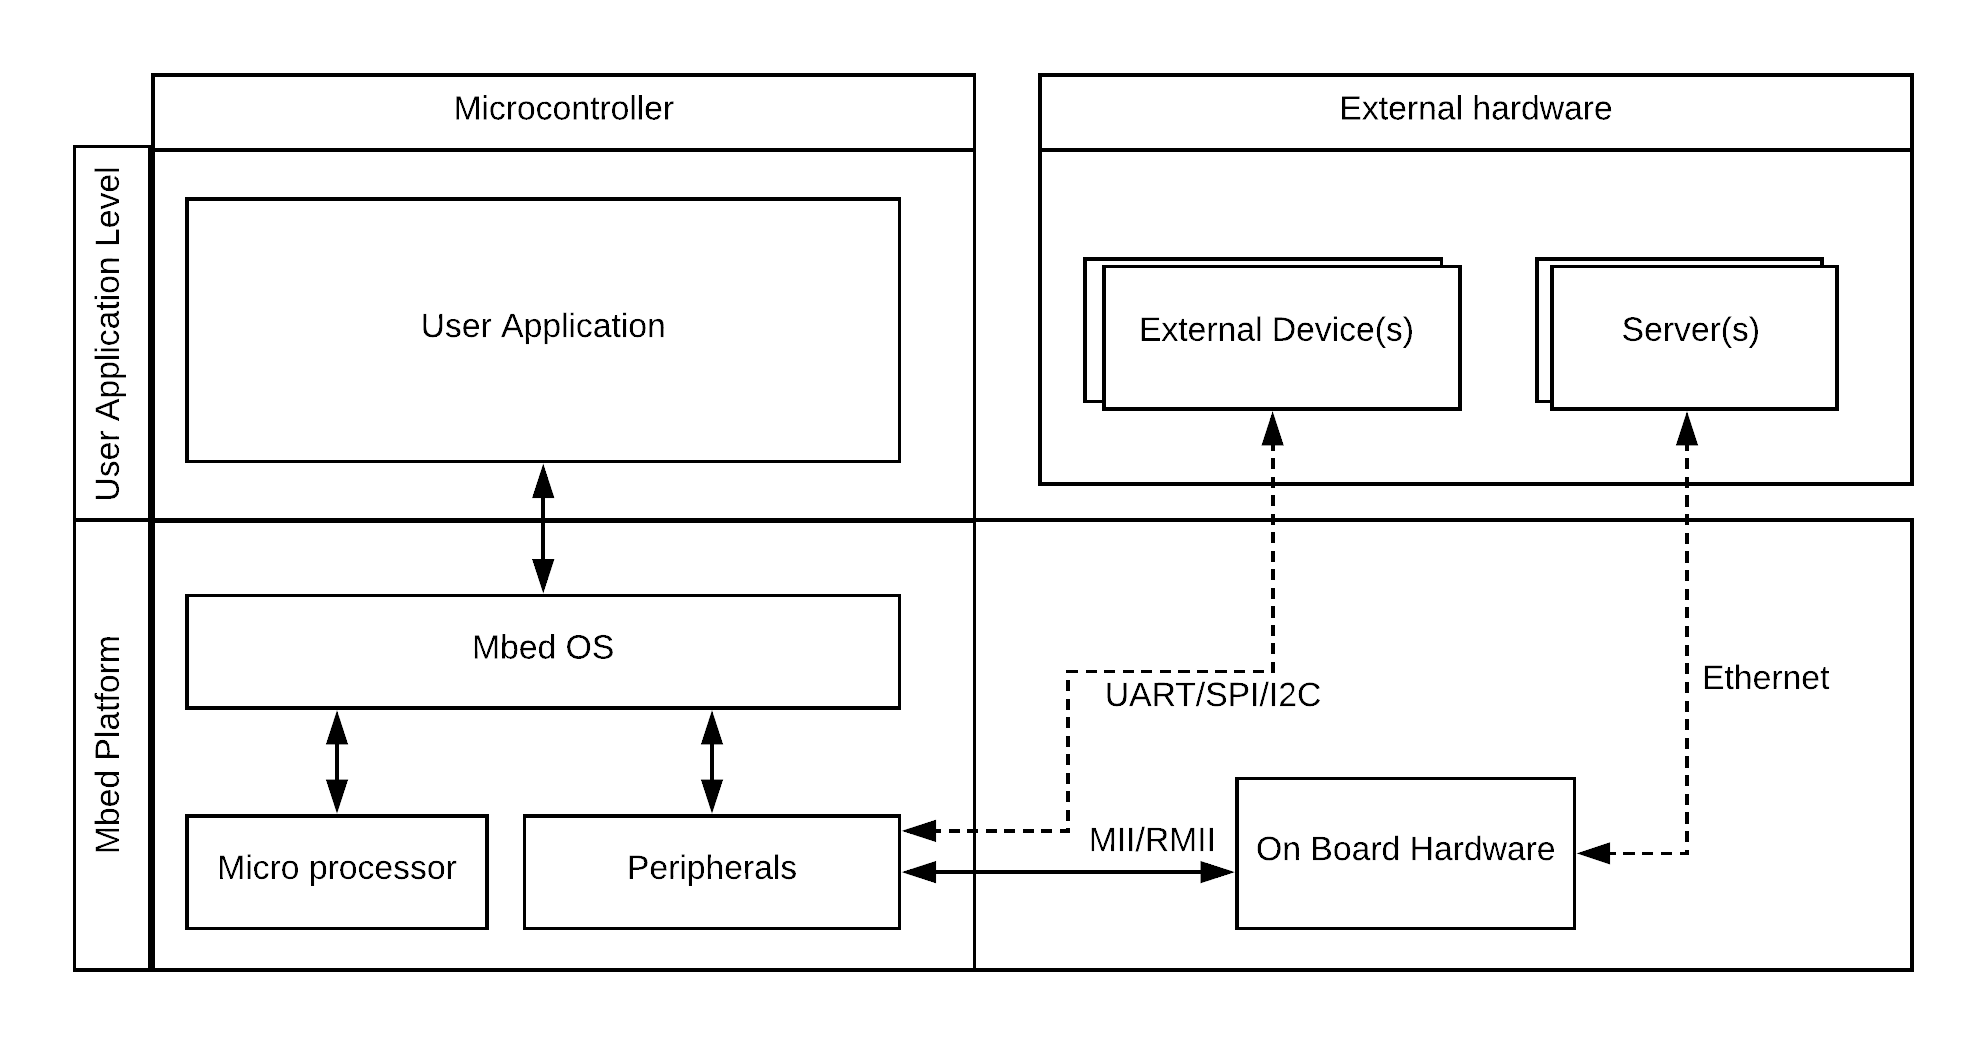 Microcontroller
External hardware
User Application Level
User Application
External Device(s)
Server(s)
Mbed Platform
Mbed OS
UART/SPI/I2C
Ethernet
Micro processor
Peripherals
MII/RMII
On Board Hardware